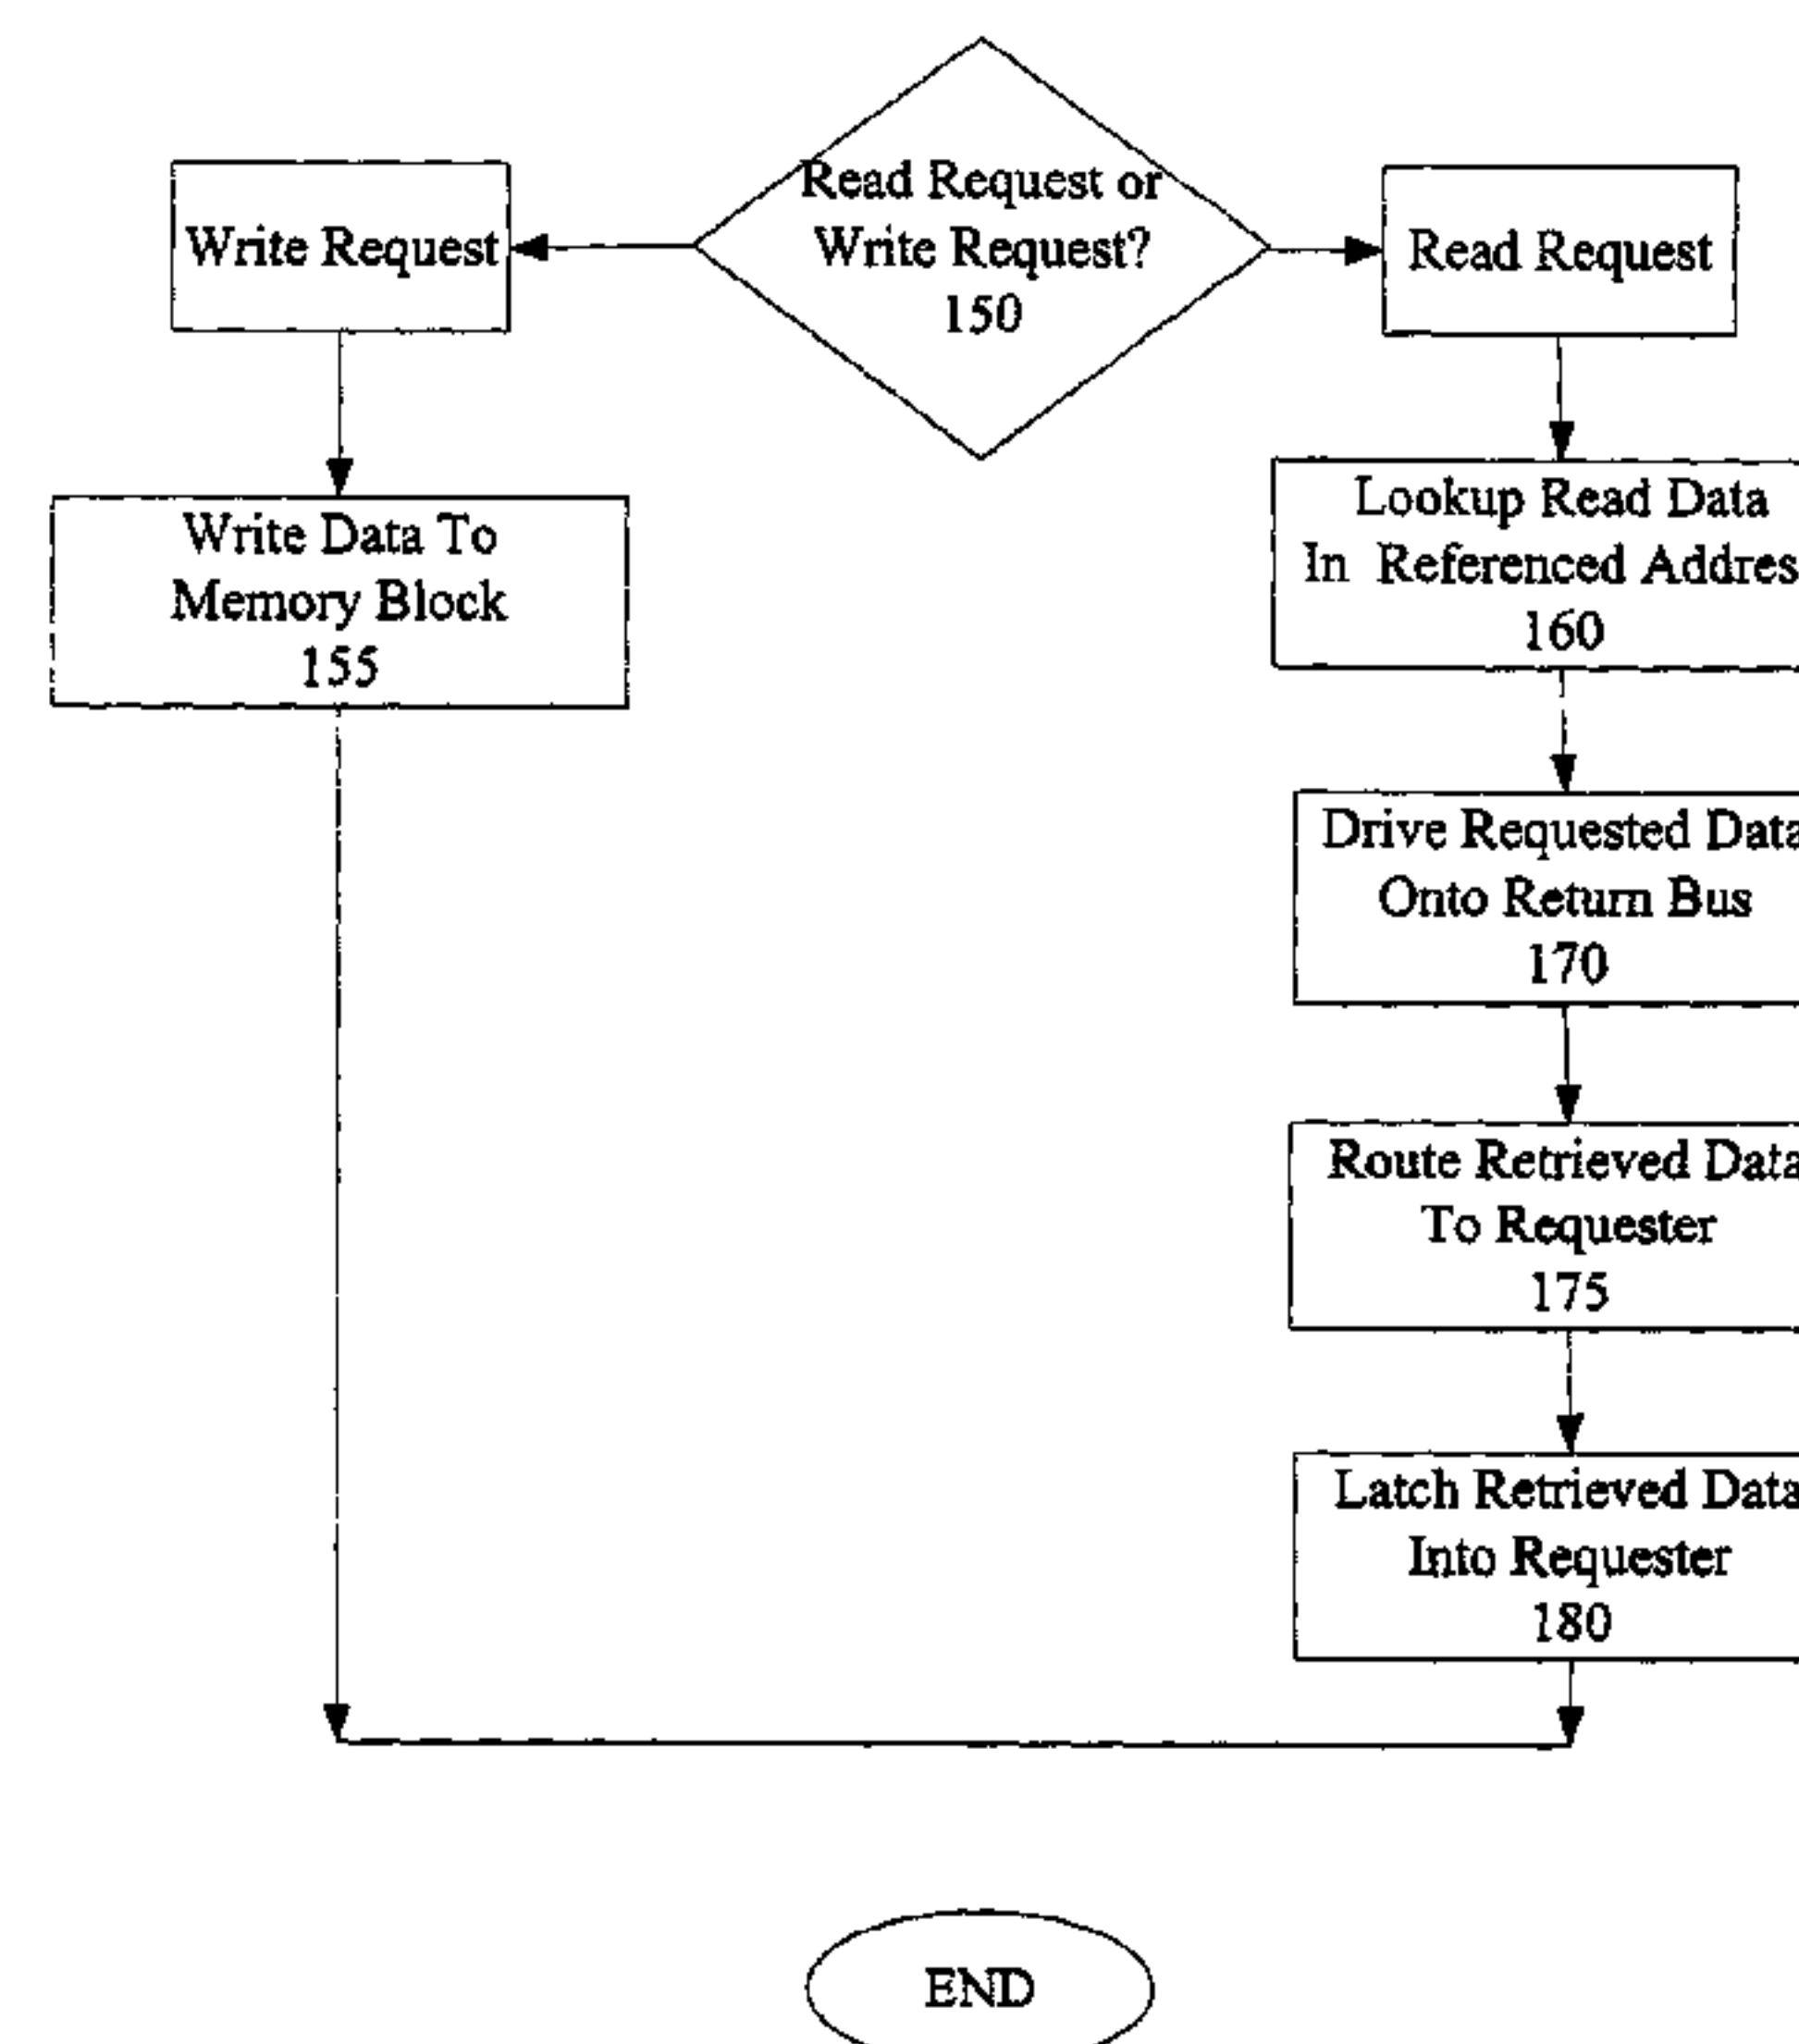 Read Request or
Write Request?
150
Write Request
Read Request
Write Data To
Memory Block
155
Lookup Read Data
In Referenced Addres
160
Drive Requested Data
Onto Return Bus
170
Route Retrieved Data
To Requester
175
Latch Retrieved Data
Into Requester
180
END